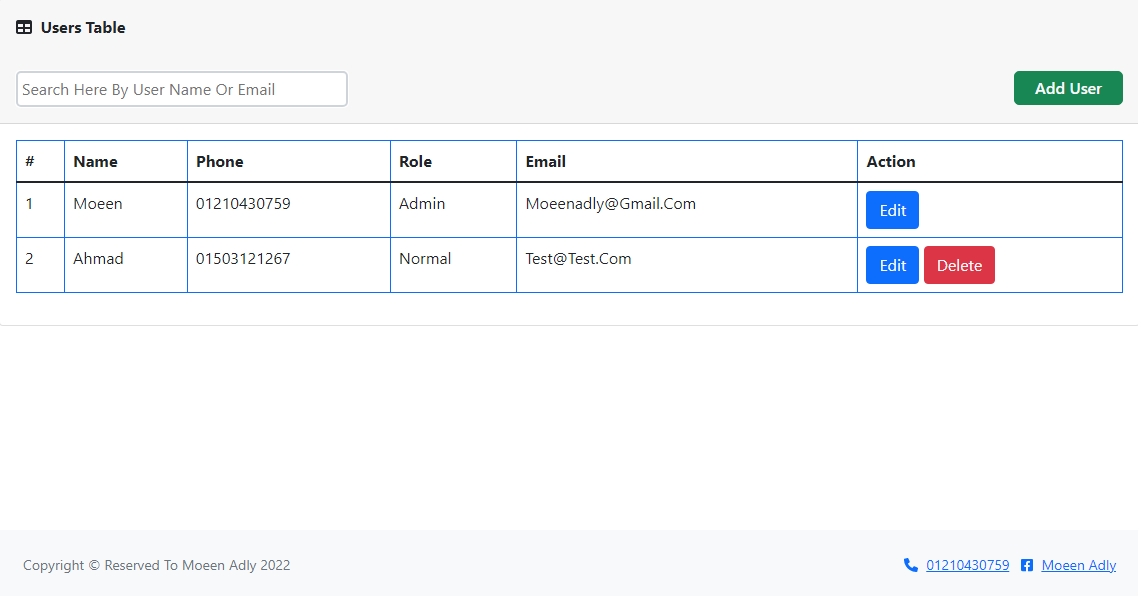 Users Table
Search Here By User Name Or Email
Add User
# Name Phone Role Email Action
1 Moeen 01210430759 Admin Moeenadly@Gmail.Com Edit
2 Ahmad 01503121267 Normal Test@Test.Com Edit Delete
Copyright © Reserved To Moeen Adly 2022
01210430759 Moeen Adly